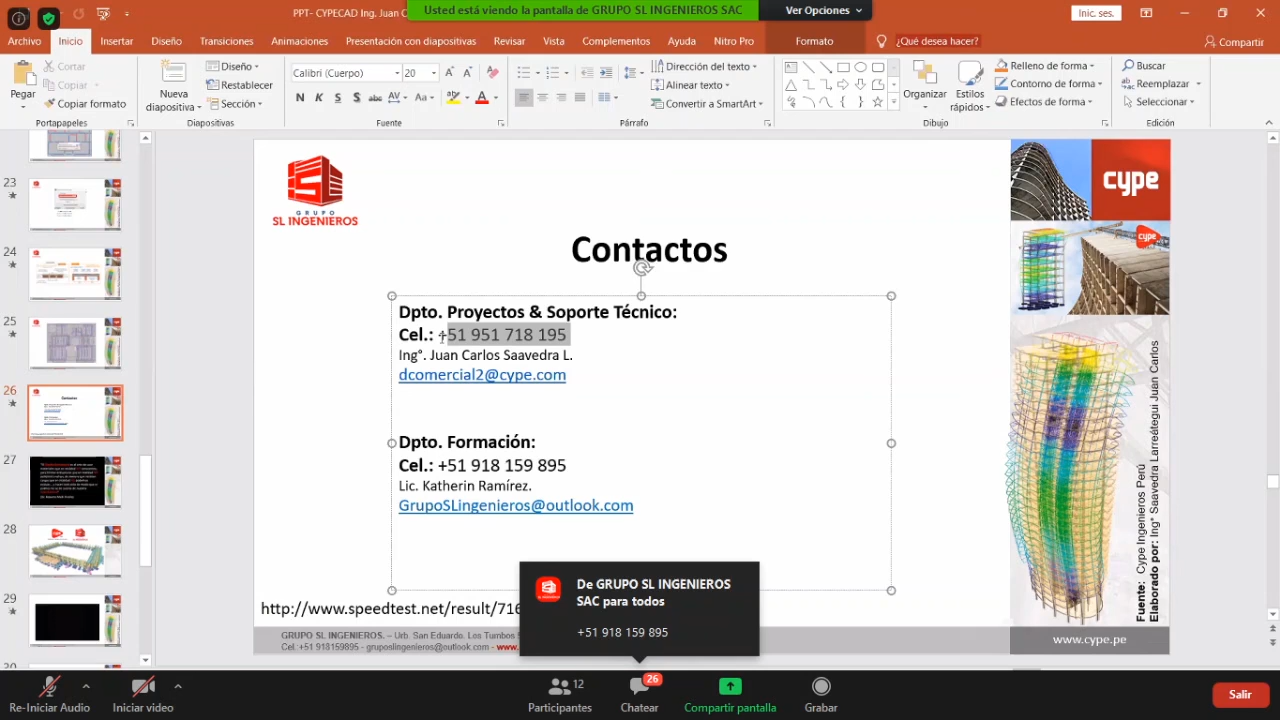 PPT- CYPECAD Ing, Juan C
Usted está viendo la pantalla de GRUPO SL INGENIEROS SAC
Ver Opciones
Inic. ses.
Archivo
Inicio
Insertar
Diseño
Transiciones
Animaciones
Presentación con diapositivas
Revisar
Vista
Complementos
Ayuda
Nitro Pro
Formato
¿Qué desea hacer?
Compartir
Pegar
Cortar
Copiar
Copiar formato
Portapapeles
Nueva
diapositiva
Diseño
Restablecer
Sección
Diapositivas
Calibri (Cuerpo)
20
N K S S abc AV Aa A
Fuente
Dirección del texto
Alinear texto
Convertir a SmartArt
Párrafo
Organizar
Estilos
rápidos
Relleno de forma
Contorno de forma
Efectos de forma
Dibujo
Buscar
Reemplazar
Seleccionar
Edición
23
24
25
26
27
28
29
GRUPO
SL INGENIEROS
Contactos
Dpto. Proyectos & Soporte Técnico:
Cel.: +51 951 718 195
Ing°. Juan Carlos Saavedra L.
dcomercial2@cype.com
Dpto. Formación:
Cel.: +51 918 159 895
Lic. Katherin Ramírez.
GrupoSLingenieros@outlook.com
http://www.speedtest.net/result/716
GRUPO SL INGENIEROS. – Urb. San Eduardo. Los Tumbos
Cel.: +51 918159895 - gruposlingenieros@outlook.com - www.
cype
cype
Fuente: Cype Ingenieros Perú
Elaborado por: Ing° Saavedra Larreátegui Juan Carlos
www.cype.pe
De GRUPO SL INGENIEROS
SAC para todos
+51 918 159 895
Re-Iniciar Audio
Iniciar video
12
Participantes
26
Chatear
Compartir pantalla
Grabar
Salir